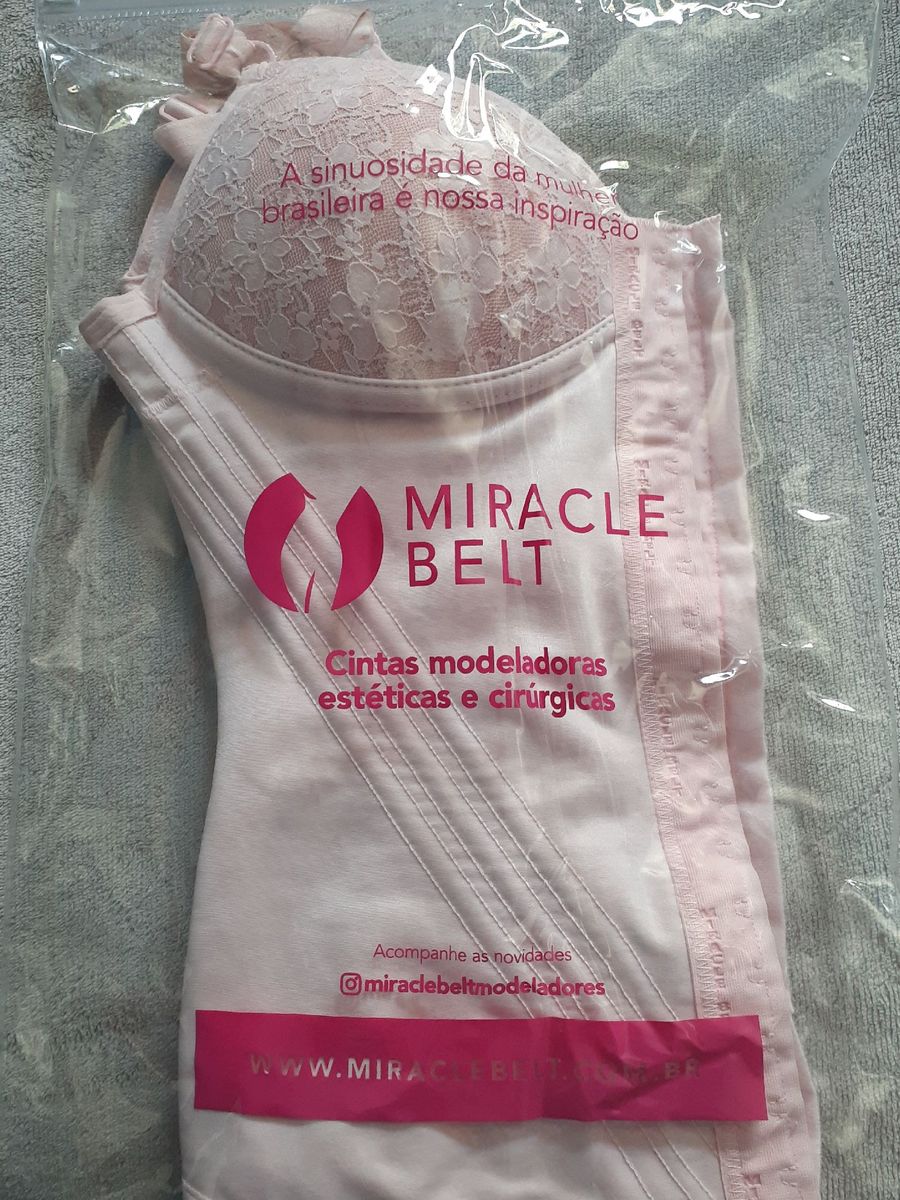 A sinuosidade da mulher
brasileira é nossa inspiração
MIRACLE
BELT
Cintas modeladoras
estéticas e cirúrgicas
Acompanhe as novidades
miraclebeltmodeladores
WWW.MIRACLEBELT.COM.BR